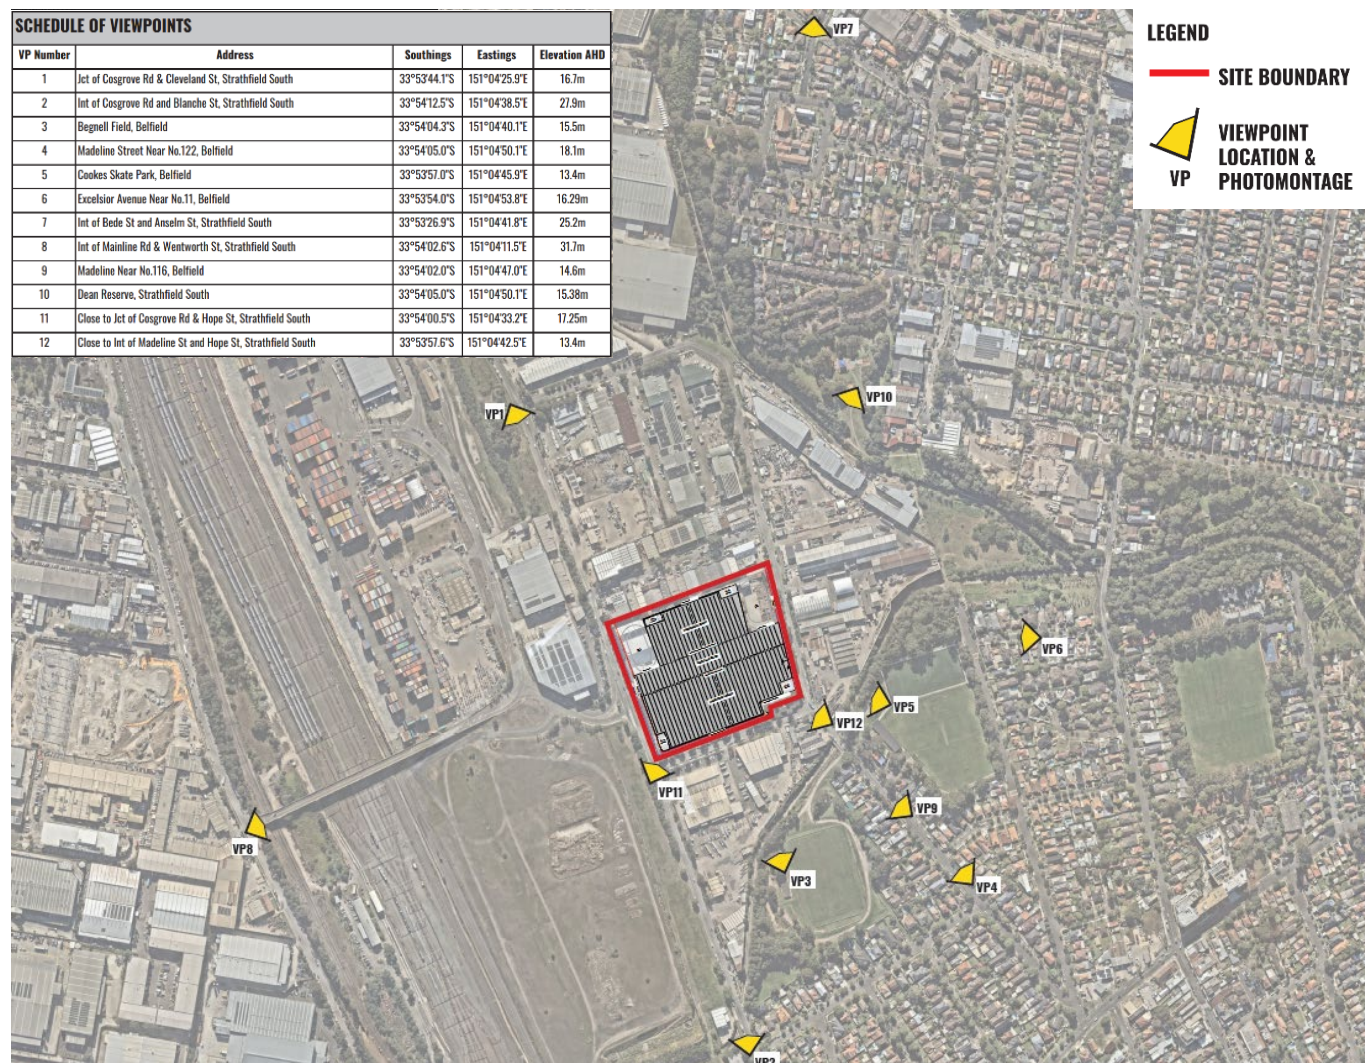 SCHEDULE OF VIEWPOINTS
VP Number Address Southings Eastings Elevation AHD
1 Jct of Cosgrove Rd & Cleveland St, Strathfield South 33°53'44.1"S 151°04'25.9"E 16.7m
2 Int of Cosgrove Rd and Blanche St, Strathfield South 33°54'12.5"S 151°04'38.5"E 27.9m
3 Begnell Field, Belfield 33°54'04.3"S 151°04'40.1"E 15.5m
4 Madeline Street Near No.122, Belfield 33°54'05.0"S 151°04'50.1"E 18.1m
5 Cookes Skate Park, Belfield 33°53'57.0"S 151°04'45.9"E 13.4m
6 Excelsior Avenue Near No.11, Belfield 33°53'54.0"S 151°04'53.8"E 16.29m
7 Int of Bede St and Anselm St, Strathfield South 33°53'26.9"S 151°04'41.8"E 25.2m
8 Int of Mainline Rd & Wentworth St, Strathfield South 33°54'02.6"S 151°04'11.5"E 31.7m
9 Madeline Near No.116, Belfield 33°54'02.0"S 151°04'47.0"E 14.6m
10 Dean Reserve, Strathfield South 33°54'05.0"S 151°04'50.1"E 15.38m
11 Close to Jct of Cosgrove Rd & Hope St, Strathfield South 33°54'00.5"S 151°04'33.2"E 17.25m
12 Close to Int of Madeline St and Hope St, Strathfield South 33°53'57.6"S 151°04'42.5"E 13.4m
LEGEND
SITE BOUNDARY
VIEWPOINT
LOCATION &
PHOTOMONTAGE
VP
VP7
VP10
VP1
VP6
VP5
VP12
VP11
VP9
VP8
VP3
VP4
VP2